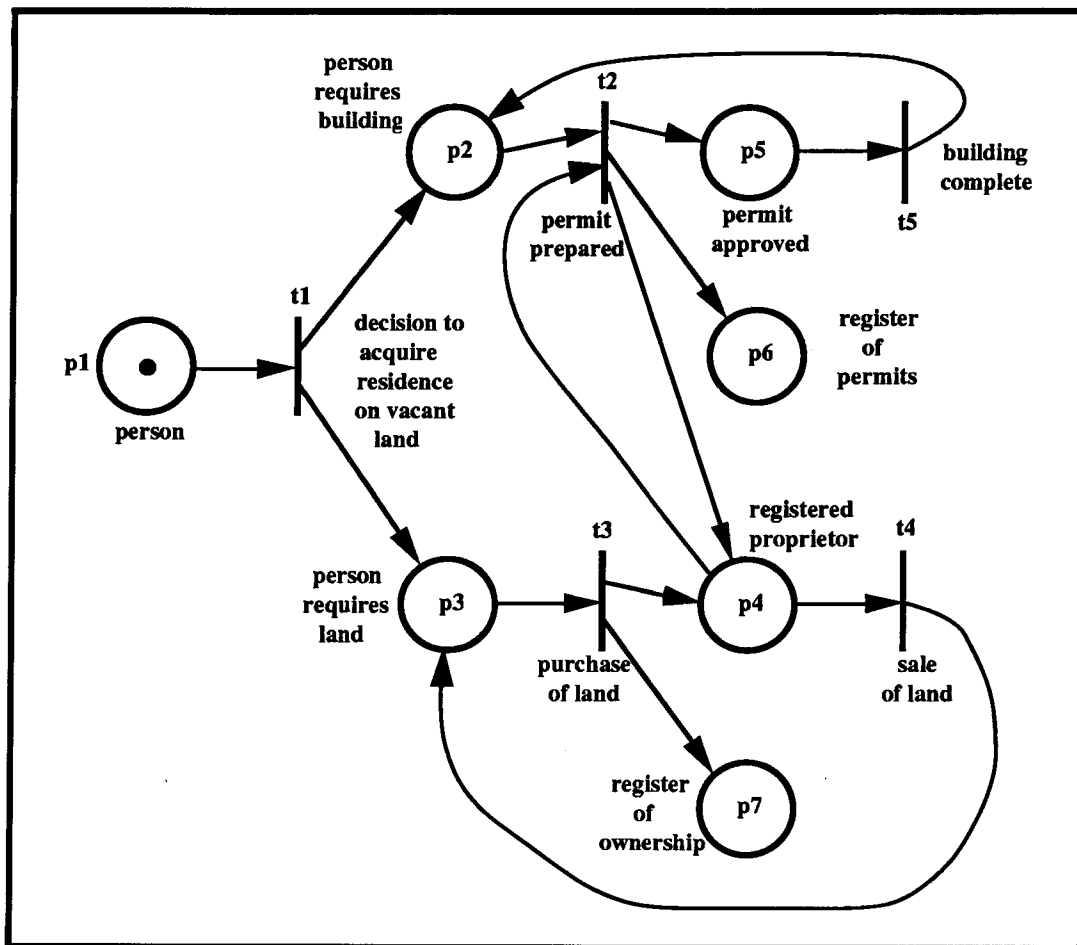 person
requires
building
t2
p2
p5
building
complete
permit
prepared
permit
approved
t5
t1
p1
person
decision to
acquire
residence
on vacant
land
p6
register
of
permits
registered
proprietor
t3
t4
person
requires
land
p3
p4
purchase
of land
sale
of land
register
of
ownership
p7